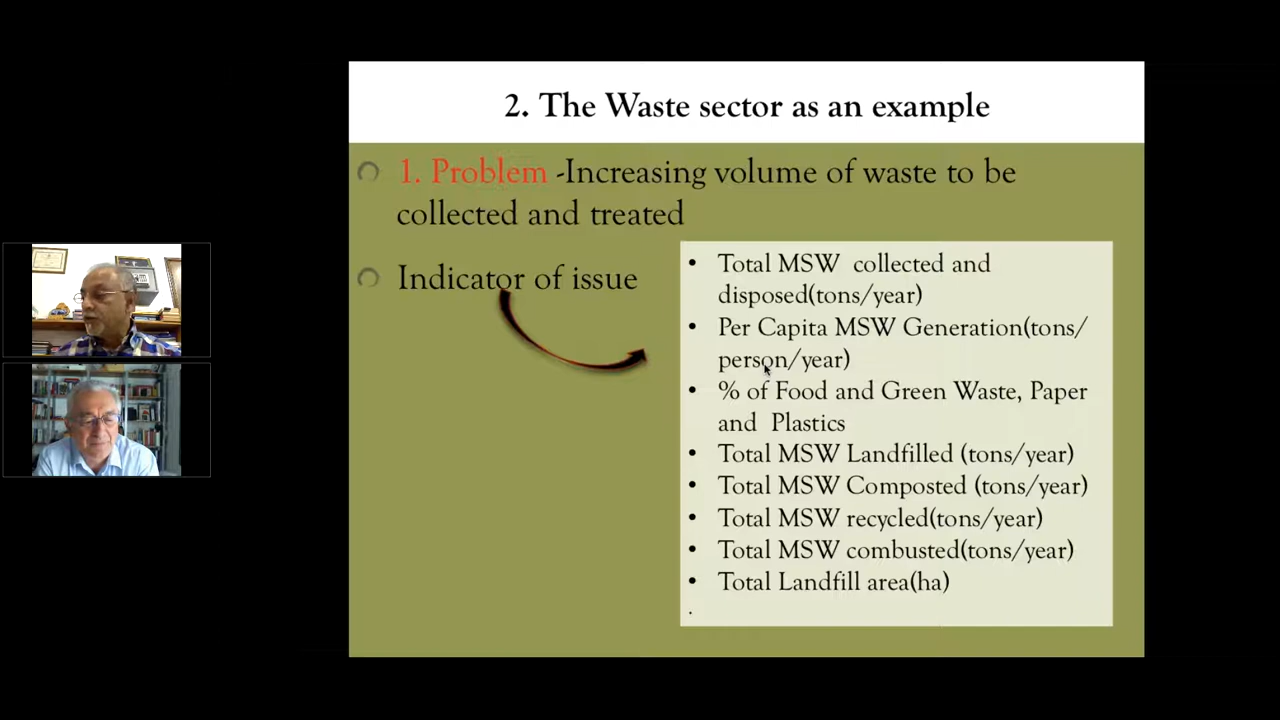 2. The Waste sector as an example
1. Problem -Increasing volume of waste to be
collected and treated
Indicator of issue
• Total MSW  collected and
disposed(tons/year)
• Per Capita MSW Generation(tons/
person/year)
• % of Food and Green Waste, Paper
and  Plastics
• Total MSW Landfilled (tons/year)
• Total MSW Composted (tons/year)
• Total MSW recycled(tons/year)
• Total MSW combusted(tons/year)
• Total Landfill area(ha)
.